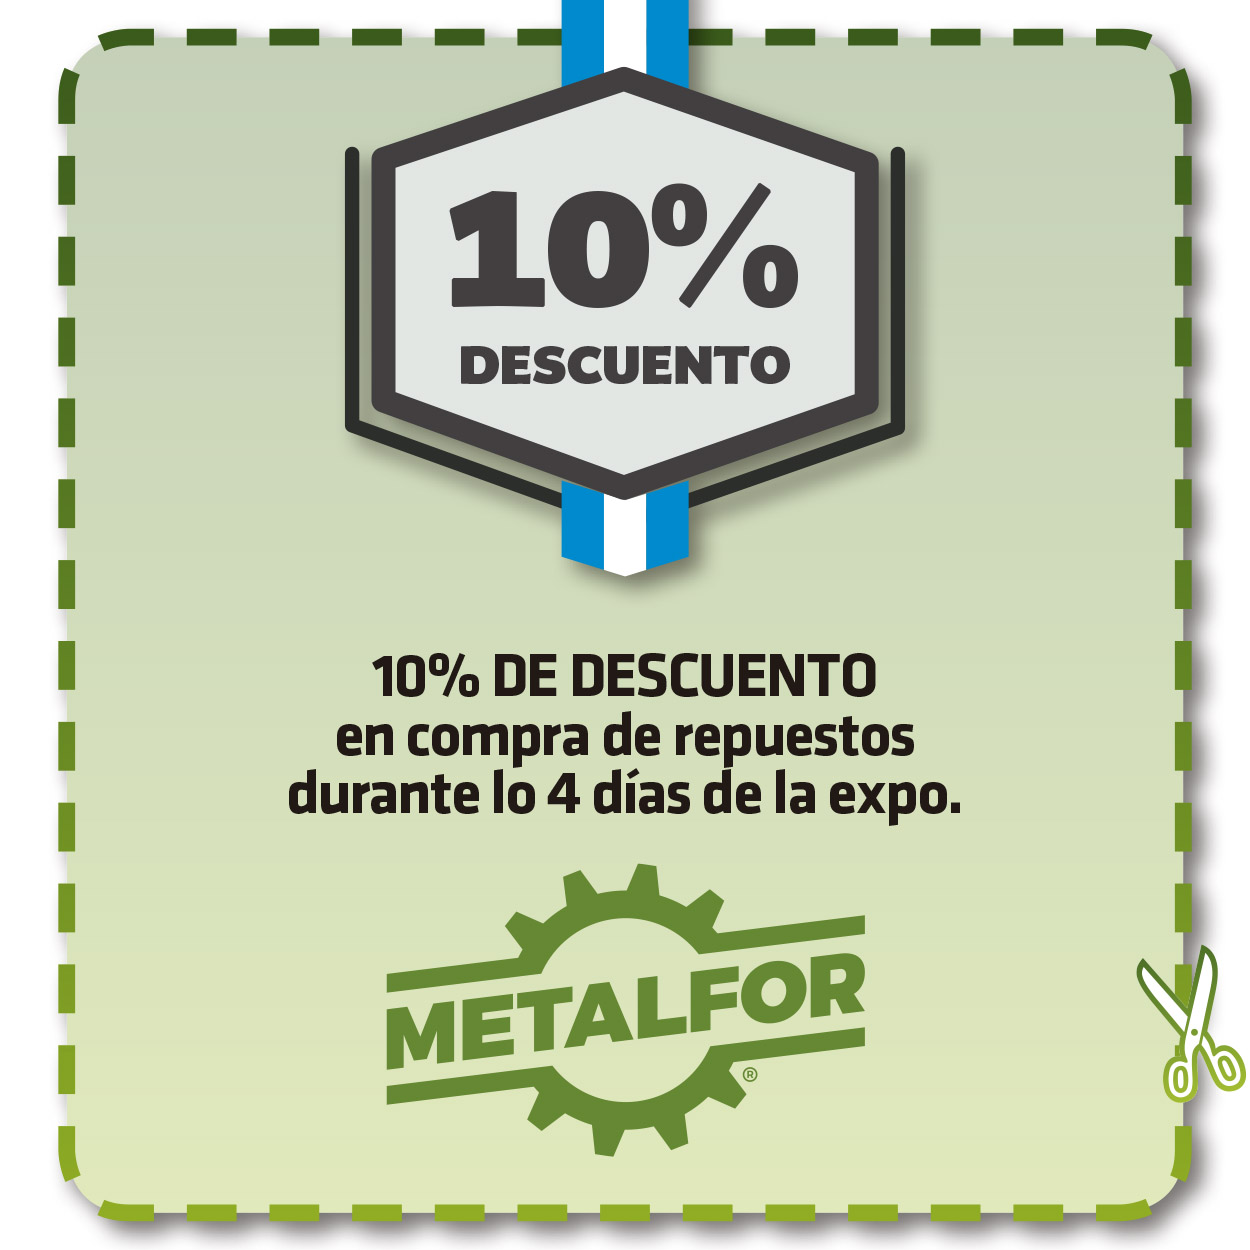 10%
DESCUENTO
10% DE DESCUENTO
en compra de repuestos
durante lo 4 días de la expo.
METALFOR
®